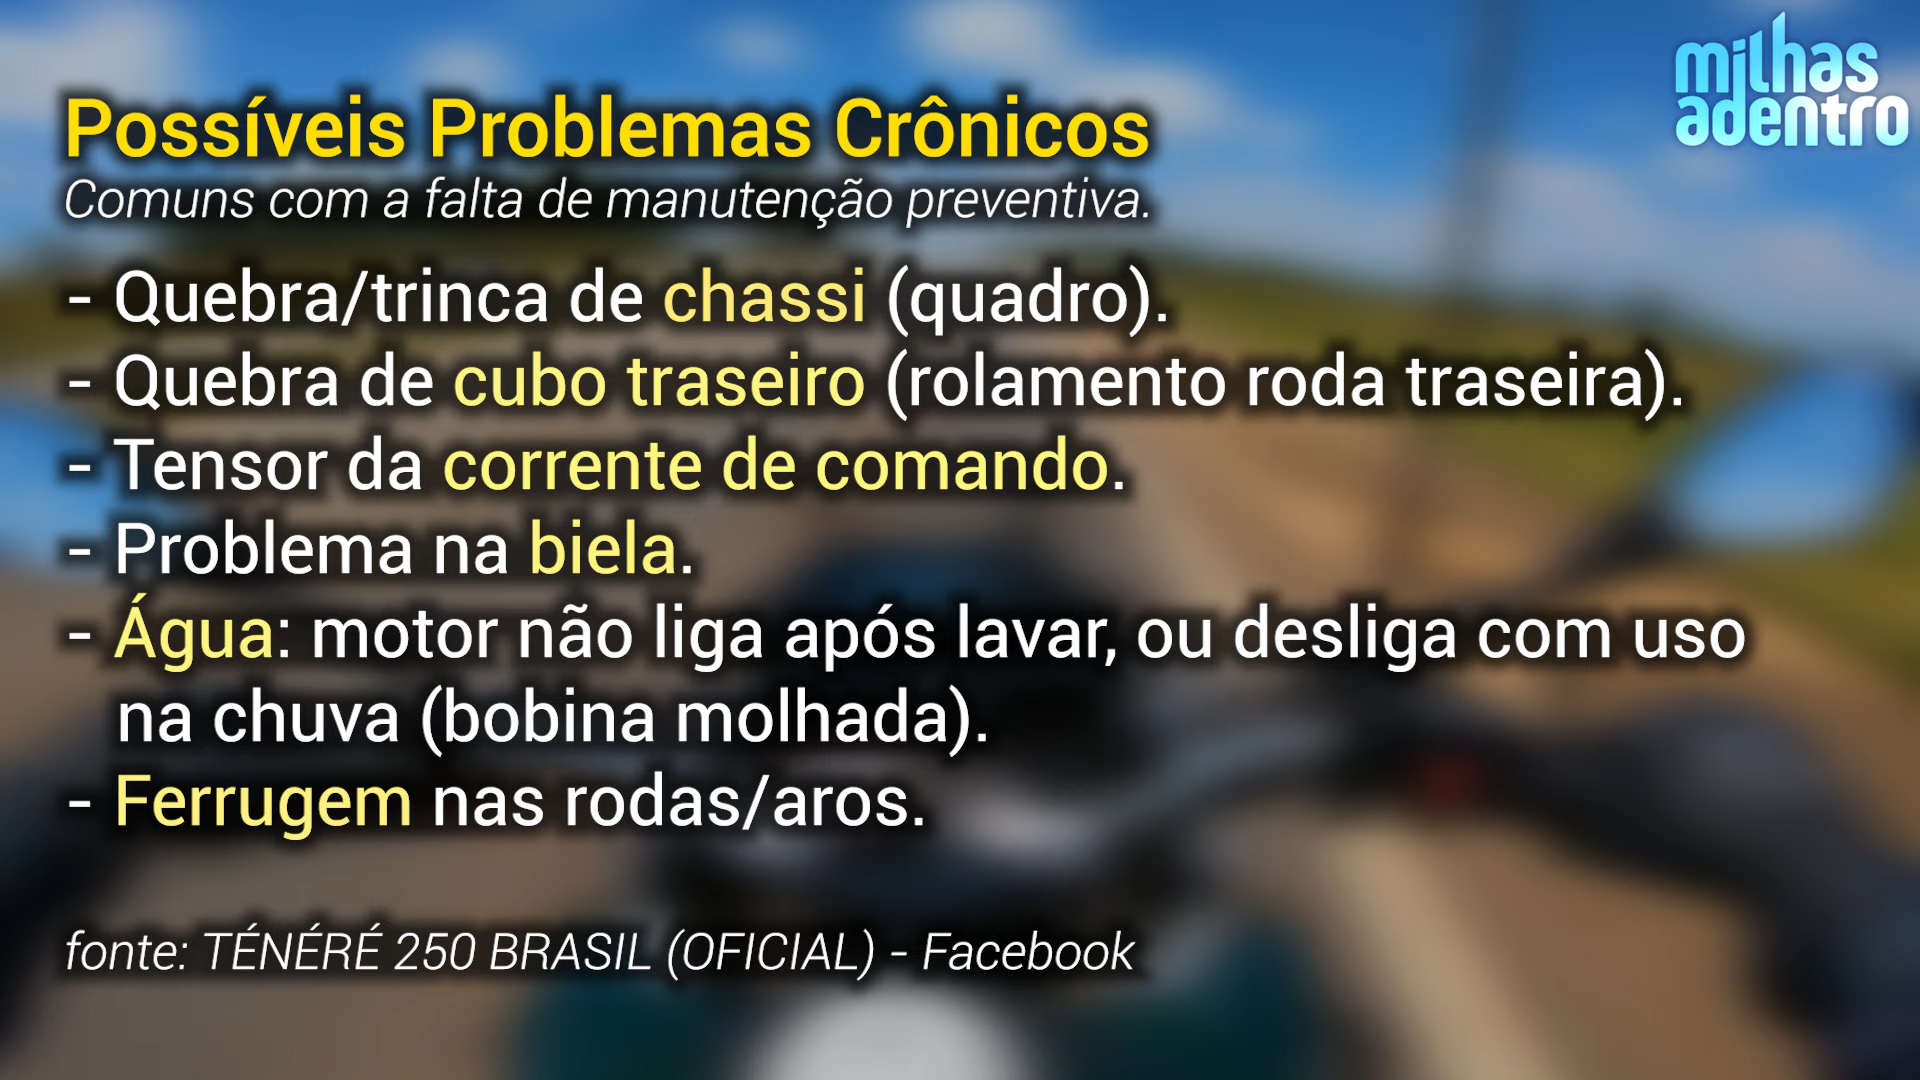 milhas
adentro
Possíveis Problemas Crônicos
Comuns com a falta de manutenção preventiva.
- Quebra/trinca de chassi (quadro).
- Quebra de cubo traseiro (rolamento roda traseira).
- Tensor da corrente de comando.
- Problema na biela.
- Água: motor não liga após lavar, ou desliga com uso
na chuva (bobina molhada).
- Ferrugem nas rodas/aros.
fonte: TÉNÉRÉ 250 BRASIL (OFICIAL) - Facebook